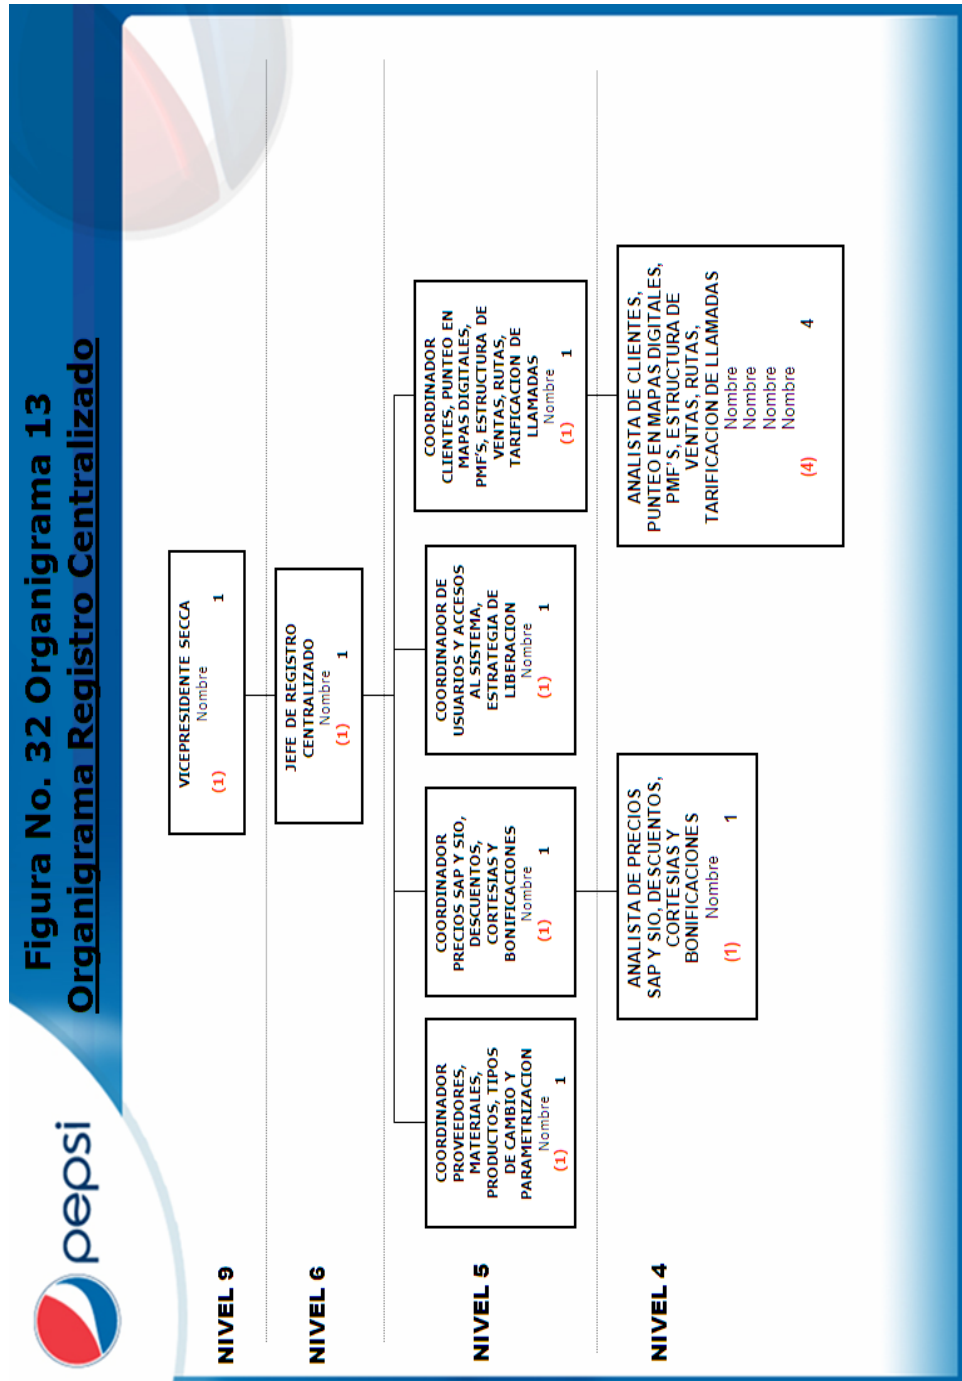 pepsi
Figura No. 32 Organigrama 13
Organigrama Registro Centralizado
NIVEL 9
VICEPRESIDENTE SECCA
Nombre
(1) 1
NIVEL 6
JEFE DE REGISTRO
CENTRALIZADO
Nombre
(1) 1
NIVEL 5
COORDINADOR
PROVEEDORES,
MATERIALES,
PRODUCTOS, TIPOS
DE CAMBIO Y
PARAMETRIZACION
Nombre
(1) 1
COORDINADOR
PRECIOS SAP Y SIO,
DESCUENTOS,
CORTESIAS Y
BONIFICACIONES
Nombre
(1) 1
COORDINADOR DE
USUARIOS Y ACCESOS
AL SISTEMA,
ESTRATEGIA DE
LIBERACION
Nombre
(1) 1
COORDINADOR
CLIENTES, PUNTEO EN
MAPAS DIGITALES,
PMF'S, ESTRUCTURA DE
VENTAS, RUTAS,
TARIFICACION DE
LLAMADAS
Nombre
(1) 1
NIVEL 4
ANALISTA DE PRECIOS
SAP Y SIO, DESCUENTOS,
CORTESIAS Y
BONIFICACIONES
Nombre
(1) 1
ANALISTA DE CLIENTES,
PUNTEO EN MAPAS DIGITALES,
PMF'S, ESTRUCTURA DE
VENTAS, RUTAS,
TARIFICACION DE LLAMADAS
Nombre
Nombre
Nombre
Nombre
(4) 4